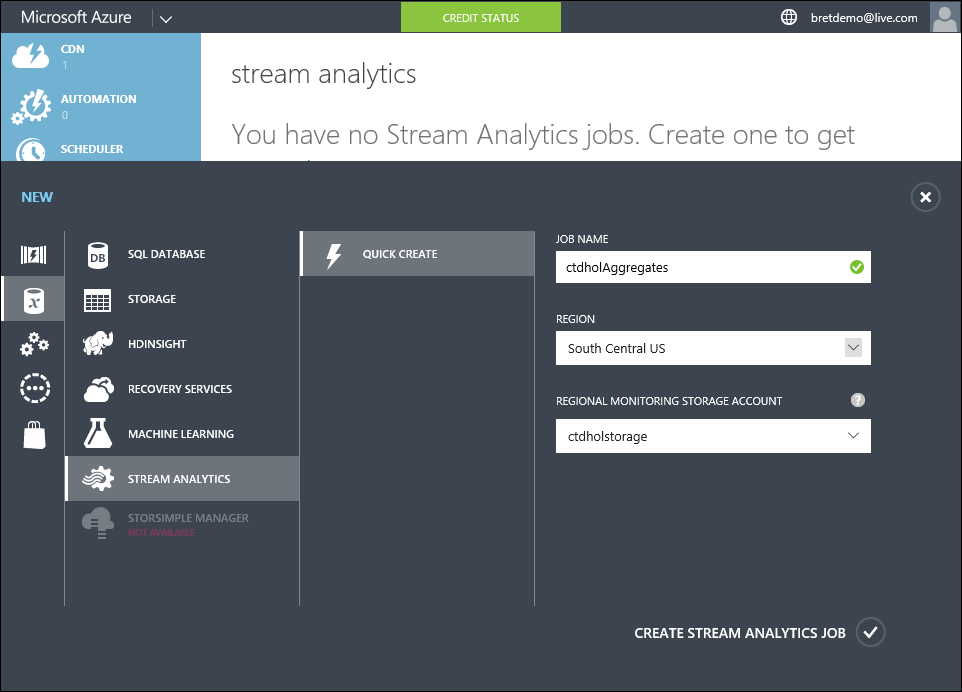 Microsoft Azure
CREDIT STATUS
bretdemo@live.com
CDN
1
AUTOMATION
0
SCHEDULER
stream analytics
You have no Stream Analytics jobs. Create one to get
NEW
DB
SQL DATABASE
x
STORAGE
HDINSIGHT
RECOVERY SERVICES
MACHINE LEARNING
STREAM ANALYTICS
STORSIMPLE MANAGER
NOT AVAILABLE
QUICK CREATE
JOB NAME
ctdholAggregates
REGION
South Central US
REGIONAL MONITORING STORAGE ACCOUNT
?
ctdholstorage
CREATE STREAM ANALYTICS JOB